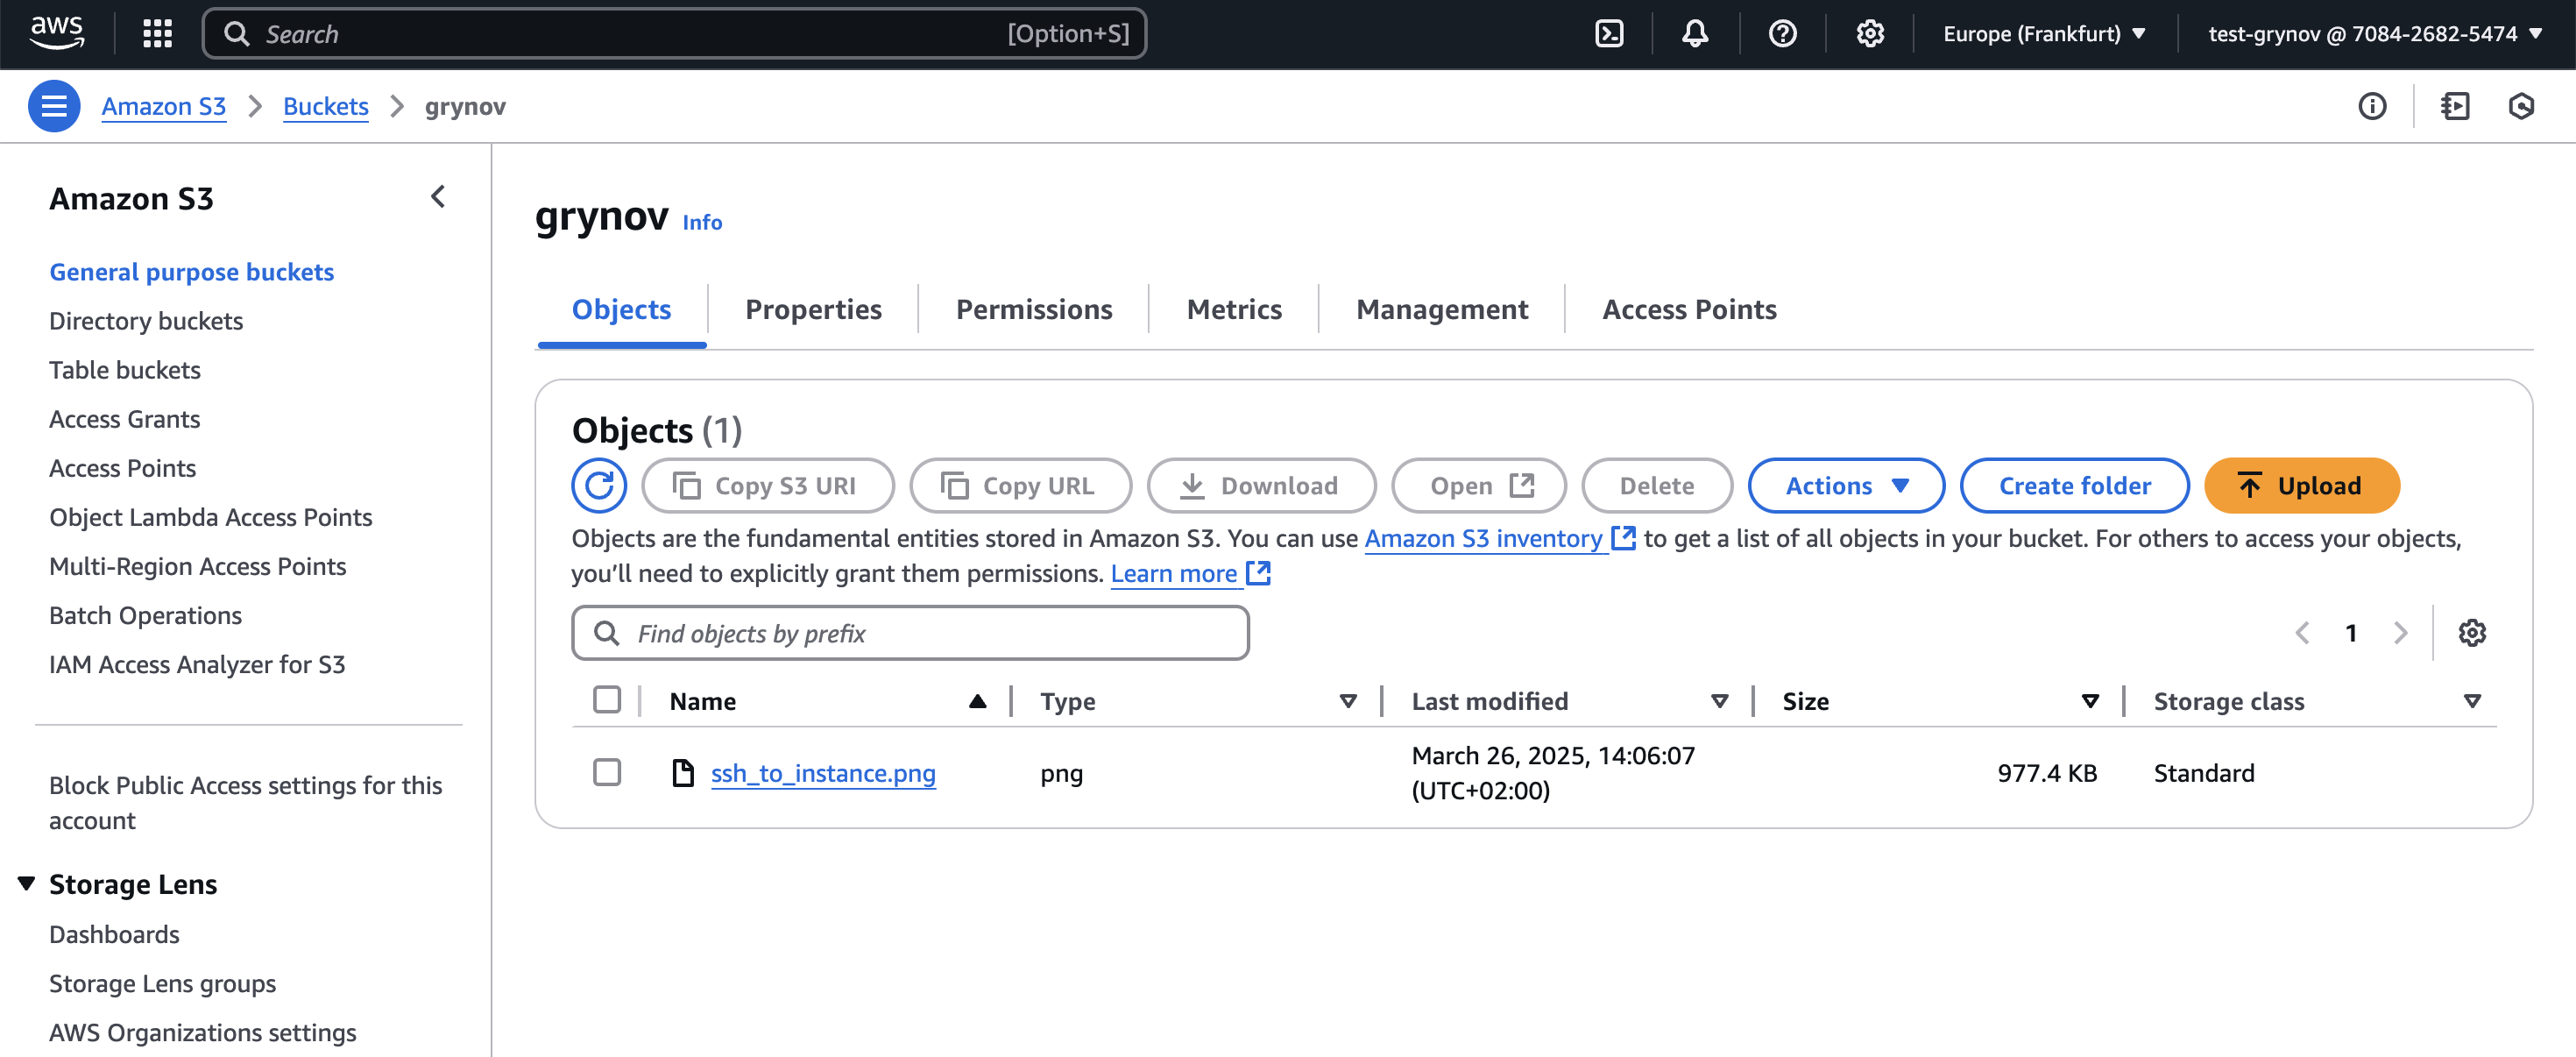 aws
Search [Option+S]
Europe (Frankfurt)
test-grynov @ 7084-2682-5474
Amazon S3
Buckets
grynov
Amazon S3
General purpose buckets
Directory buckets
Table buckets
Access Grants
Access Points
Object Lambda Access Points
Multi-Region Access Points
Batch Operations
IAM Access Analyzer for S3
Block Public Access settings for this
account
Storage Lens
Dashboards
Storage Lens groups
AWS Organizations settings
grynov Info
Objects
Properties
Permissions
Metrics
Management
Access Points
Objects (1)
Copy S3 URI
Copy URL
Download
Open
Delete
Actions
Create folder
Upload
Objects are the fundamental entities stored in Amazon S3. You can use Amazon S3 inventory to get a list of all objects in your bucket. For others to access your objects,
you’ll need to explicitly grant them permissions. Learn more
Find objects by prefix
1
Name
Type
Last modified
Size
Storage class
ssh_to_instance.png
png
March 26, 2025, 14:06:07
(UTC+02:00)
977.4 KB
Standard